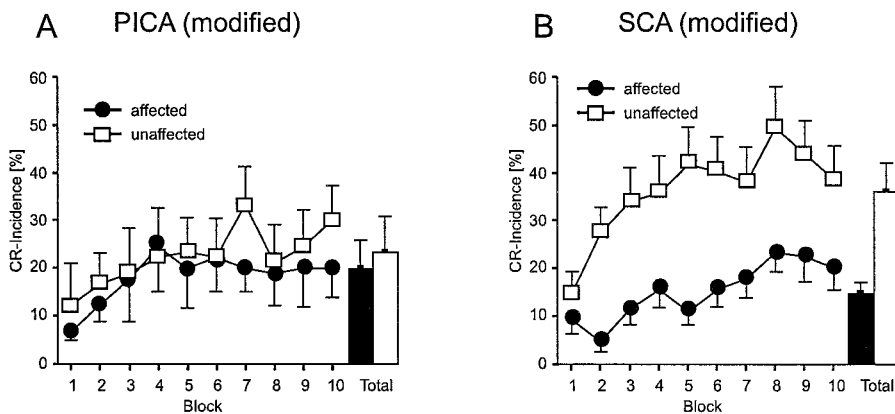 A PICA (modified)
60
50
40
30
20
10
0
CR-Incidence [%]
affected
unaffected
1 2 3 4 5 6 7 8 9 10 Total
Block
B SCA (modified)
60
50
40
30
20
10
0
CR-Incidence [%]
affected
unaffected
1 2 3 4 5 6 7 8 9 10 Total
Block